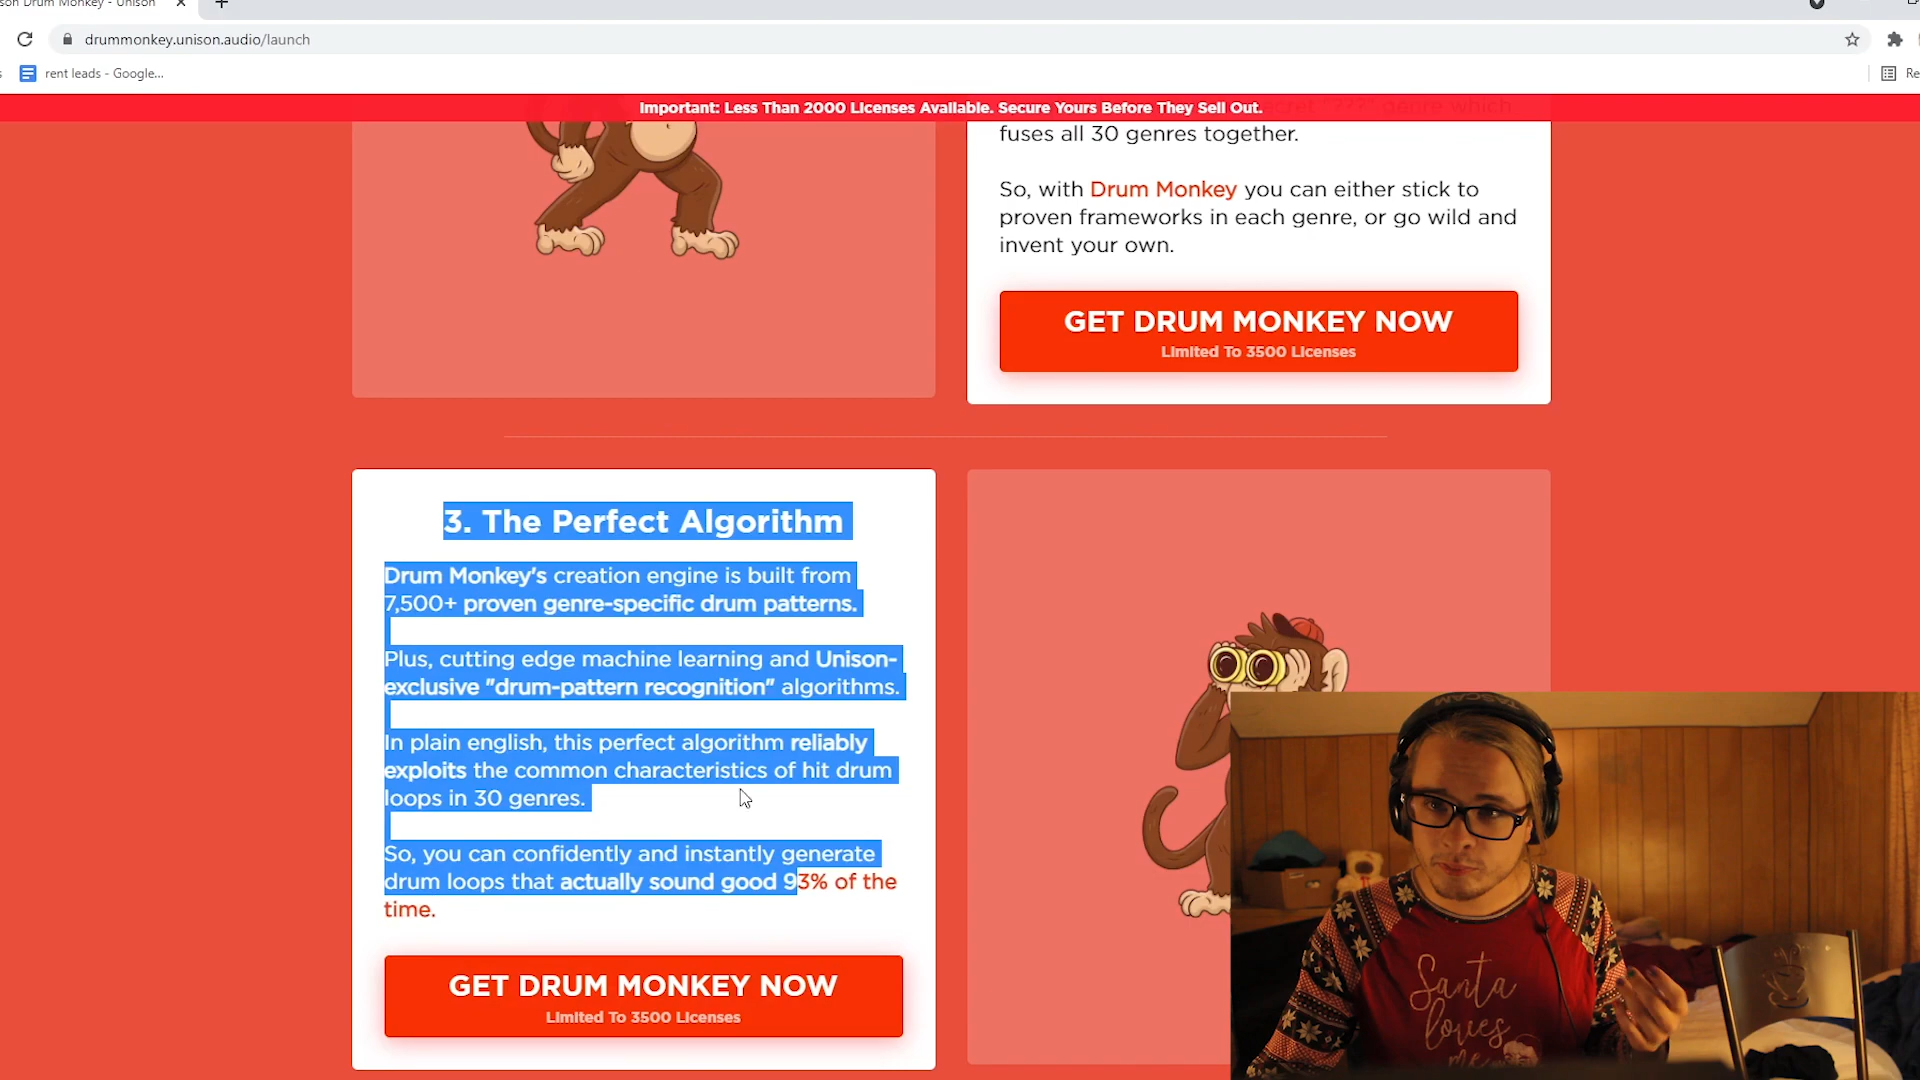 son Drum Monkey - Unison
drummonkey.unison.audio/launch
rent leads - Google...
Re
Important: Less Than 2000 Licenses Available. Secure Yours Before They Sell Out.
genre which
fuses all 30 genres together.
So, with Drum Monkey you can either stick to
proven frameworks in each genre, or go wild and
invent your own.
GET DRUM MONKEY NOW
Limited To 3500 Licenses
3. The Perfect Algorithm
Drum Monkey's creation engine is built from
7,500+ proven genre-specific drum patterns.
Plus, cutting edge machine learning and Unison-
exclusive "drum-pattern recognition" algorithms.
In plain english, this perfect algorithm reliably
exploits the common characteristics of hit drum
loops in 30 genres.
So, you can confidently and instantly generate
drum loops that actually sound good 93% of the
time.
GET DRUM MONKEY NOW
Limited To 3500 Licenses
Santa
loves
me